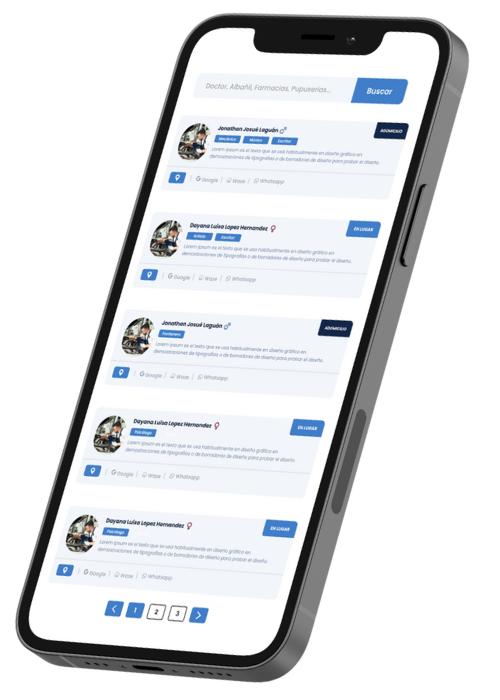 Doctor, Albañil, Farmacias, Pupuserias...
Buscar
Jonathan Josué Laguán
ADOMICILIO
Mecánico Músico Escritor
Lorem ipsum es el texto que se usa habitualmente en diseño gráfico en
demostraciones de tipografías o de borradores de diseño para probar el diseño.
Google Waze Whatsapp
Dayana Luísa Lopez Hernandez
EN LUGAR
Artista Escritor
Lorem ipsum es el texto que se usa habitualmente en diseño gráfico en
demostraciones de tipografías o de borradores de diseño para probar el diseño.
Google Waze Whatsapp
Jonathan Josué Laguán
ADOMICILIO
Fontanero
Lorem ipsum es el texto que se usa habitualmente en diseño gráfico en
demostraciones de tipografías o de borradores de diseño para probar el diseño.
Google Waze Whatsapp
Dayana Luísa Lopez Hernandez
EN LUGAR
Psicóloga
Lorem ipsum es el texto que se usa habitualmente en diseño gráfico en
demostraciones de tipografías o de borradores de diseño para probar el diseño.
Google Waze Whatsapp
Dayana Luísa Lopez Hernandez
EN LUGAR
Psicóloga
Lorem ipsum es el texto que se usa habitualmente en diseño gráfico en
demostraciones de tipografías o de borradores de diseño para probar el diseño.
Google Waze Whatsapp
1 2 3